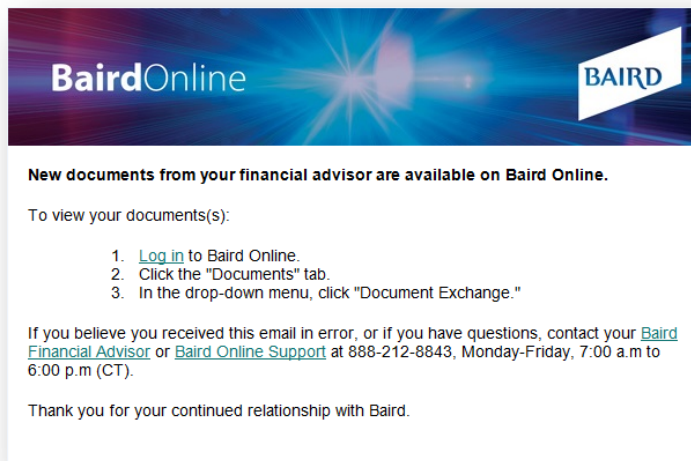 BairdOnline
BAIRD
New documents from your financial advisor are available on Baird Online.
To view your documents(s):
1. Log in to Baird Online.
2. Click the "Documents" tab.
3. In the drop-down menu, click "Document Exchange."
If you believe you received this email in error, or if you have questions, contact your Baird
Financial Advisor or Baird Online Support at 888-212-8843, Monday-Friday, 7:00 a.m to
6:00 p.m (CT).
Thank you for your continued relationship with Baird.